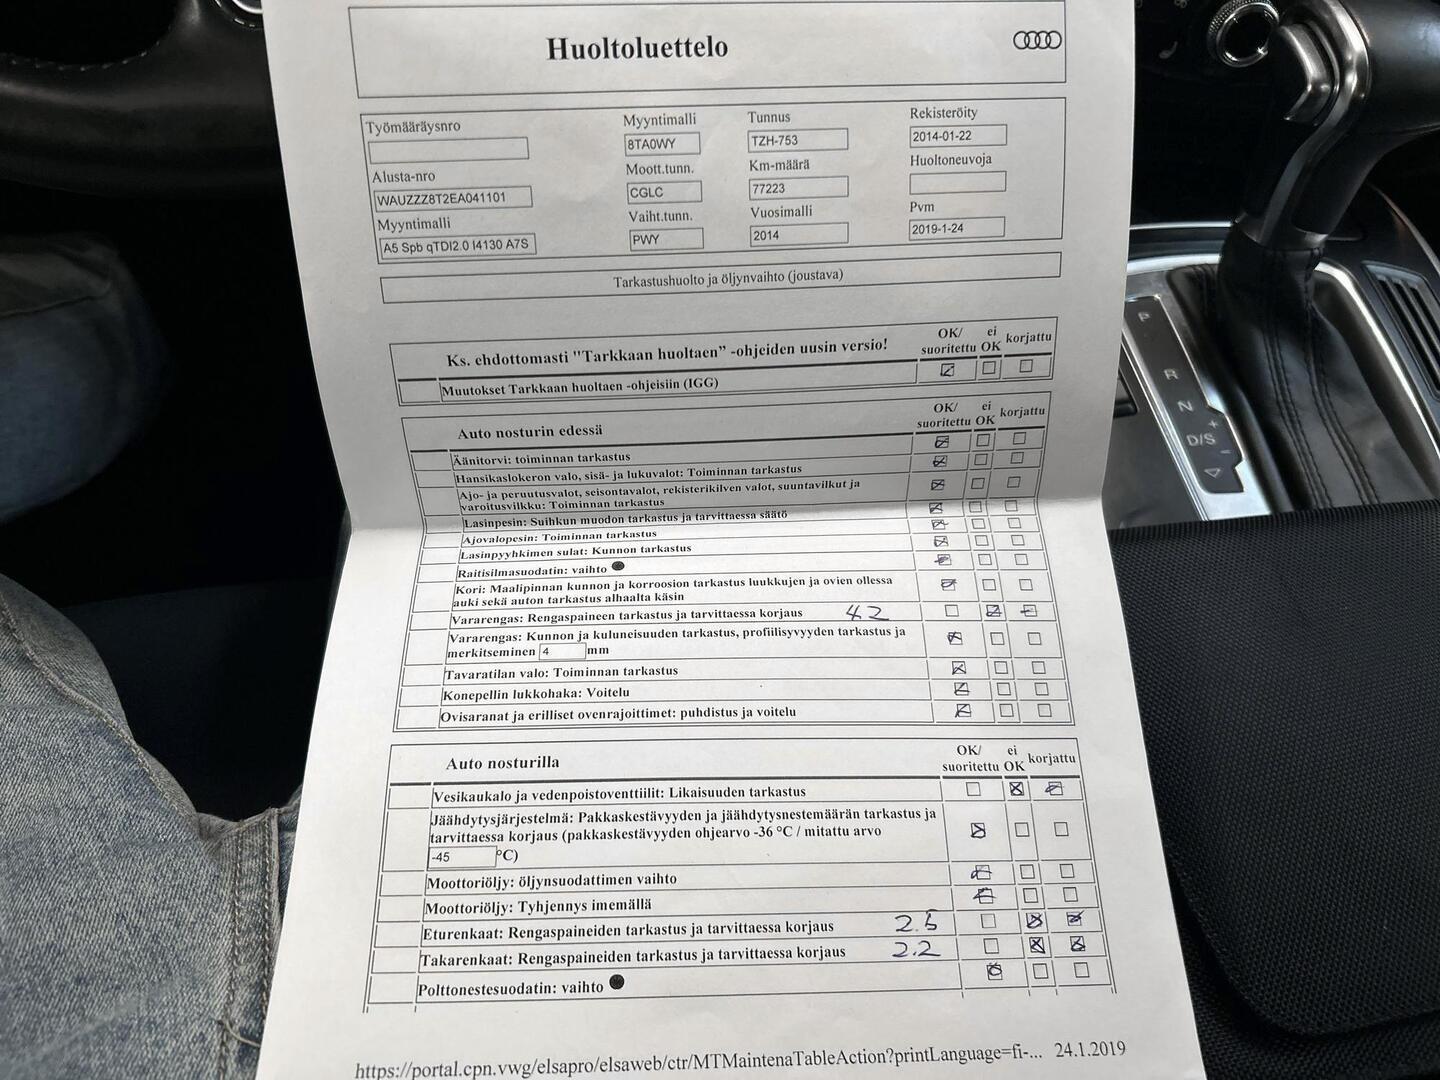 Huoltoluettelo
Työmääräysnro
Myyntimalli
8TA0WY
Tunnus
TZH-753
Rekisteröity
2014-01-22
Alusta-nro
WAUZZZ8T2EA041101
Moott.tunn.
CGLC
Km-määrä
77223
Huoltoneuvoja
Myyntimalli
A5 Spb qTDI2.0 I4130 A7S
Vaiht.tunn.
PWY
Vuosimalli
2014
Pvm
2019-1-24
Tarkastushuolto ja öljynvaihto (joustava)
Ks. ehdottomasti "Tarkkaan huoltaen" -ohjeiden uusin versio!
OK/ suoritettu
ei OK
korjattu
Muutokset Tarkkaan huoltaen -ohjeisiin (IGG)
Auto nosturin edessä
OK/ suoritettu
ei OK
korjattu
Äänitorvi: toiminnan tarkastus
Hansikaslokeron valo, sisä- ja lukuvalot: Toiminnan tarkastus
Ajo- ja peruutusvalot, seisontavalot, rekisterikilven valot, suuntavilkut ja
varoitusvilkku: Toiminnan tarkastus
Lasinpesin: Suihkun muodon tarkastus ja tarvittaessa säätö
Ajovalopesin: Toiminnan tarkastus
Lasinpyyhkimen sulat: Kunnon tarkastus
Raitisilmasuodatin: vaihto
Kori: Maalipinnan kunnon ja korroosion tarkastus luukkujen ja ovien ollessa
auki sekä auton tarkastus alhaalta käsin
Vararengas: Rengaspaineen tarkastus ja tarvittaessa korjaus 4.2
Vararengas: Kunnon ja kuluneisuuden tarkastus, profiilisyvyyden tarkastus ja
merkitseminen 4 mm
Tavaratilan valo: Toiminnan tarkastus
Konepellin lukkohaka: Voitelu
Ovisaranat ja erilliset ovenrajoittimet: puhdistus ja voitelu
Auto nosturilla
OK/ suoritettu
ei OK
korjattu
Vesikaukalo ja vedenpoistoventtiilit: Likaisuuden tarkastus
Jäähdytysjärjestelmä: Pakkaskestävyyden ja jäähdytysnestemäärän tarkastus ja
tarvittaessa korjaus (pakkaskestävyyden ohjearvo -36 °C / mitattu arvo
-45 °C)
Moottoriöljy: öljynsuodattimen vaihto
Moottoriöljy: Tyhjennys imemällä
Eturenkaat: Rengaspaineiden tarkastus ja tarvittaessa korjaus 2.5
Takarenkaat: Rengaspaineiden tarkastus ja tarvittaessa korjaus 2.2
Polttonestesuodatin: vaihto
https://portal.cpn.vwg/elsapro/elsaweb/ctr/MTMaintenaTableAction?printLanguage=fi-... 24.1.2019
P
R
N
D/S
+